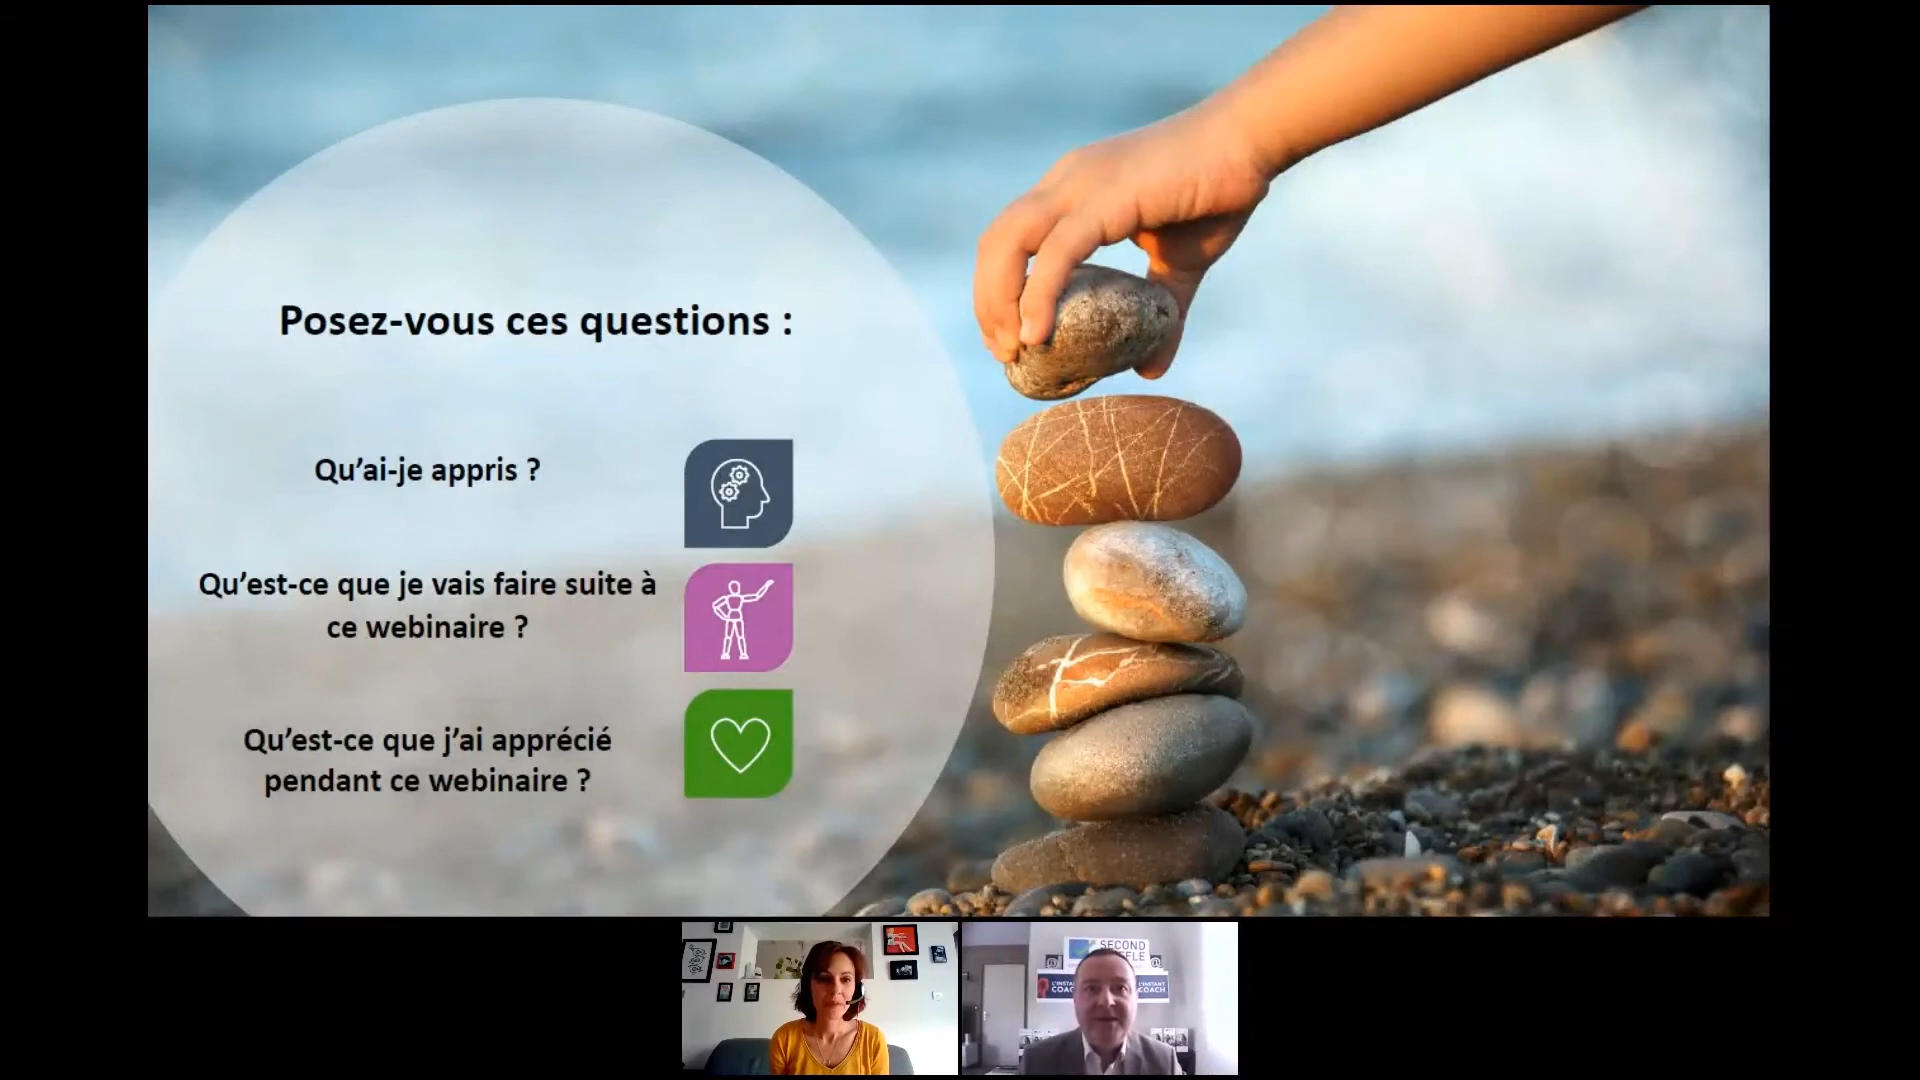 Posez-vous ces questions :
Qu’ai-je appris ?
Qu’est-ce que je vais faire suite à
ce webinaire ?
Qu’est-ce que j’ai apprécié
pendant ce webinaire ?
SECOND
L'INSTANT
COACH